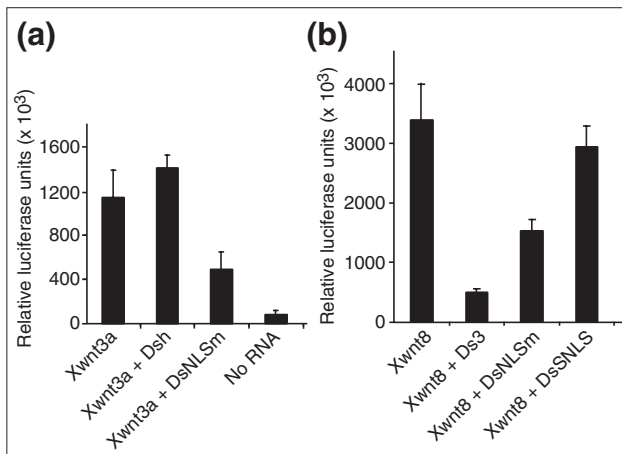 (a)
Relative luciferase units (x 10³)
1600
1200
800
400
0
Xwnt3a
Xwnt3a + Dsh
Xwnt3a + DsNLSm
No RNA
(b)
Relative luciferase units (x 10³)
4000
3000
2000
1000
0
Xwnt8
Xwnt8 + Ds3
Xwnt8 + DsNLSm
Xwnt8 + DsSNLS